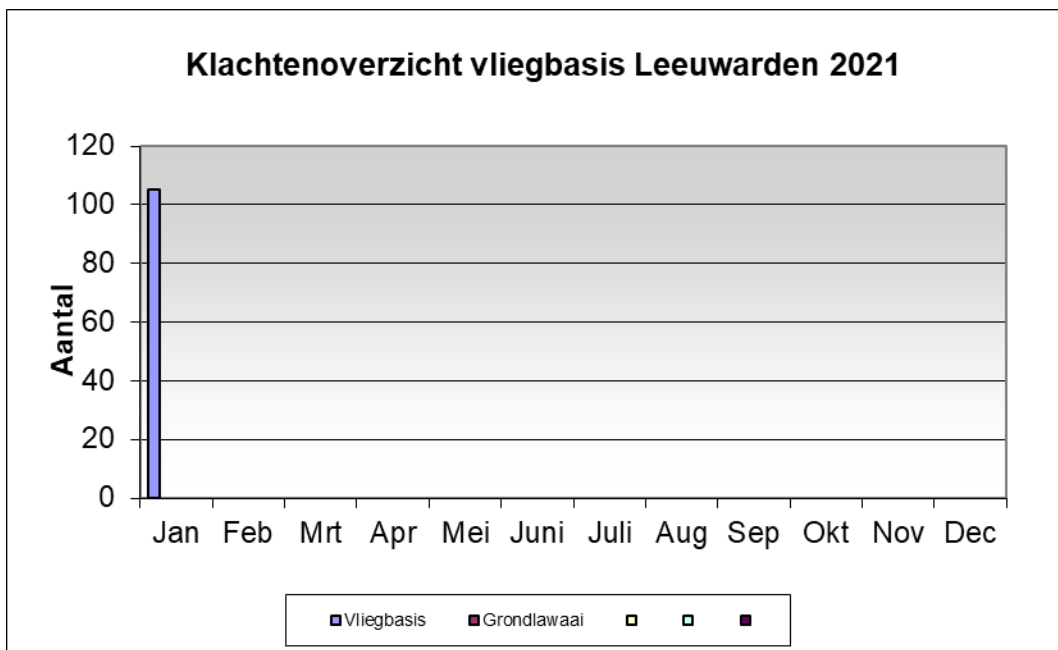 Klachtenoverzicht vliegbasis Leeuwarden 2021
Aantal
120
100
80
60
40
20
0
Jan Feb Mrt Apr Mei Juni Juli Aug Sep Okt Nov Dec
Vliegbasis Grondlawaai